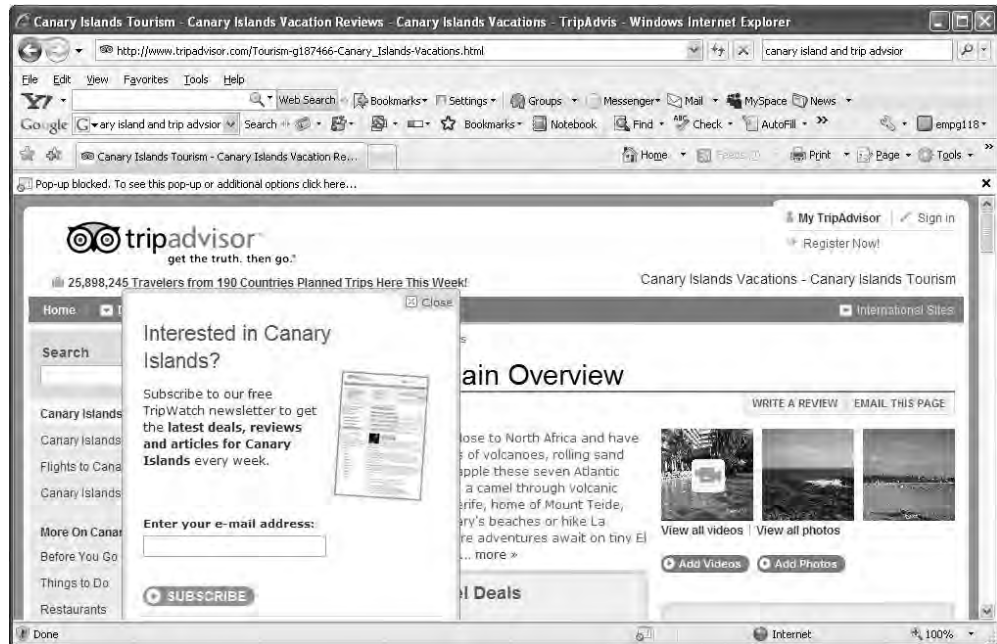 Canary Islands Tourism - Canary Islands Vacation Reviews - Canary Islands Vacations - TripAdvis - Windows Internet Explorer
http://www.tripadvisor.com/Tourism-g187466-Canary_Islands-Vacations.html
canary island and trip advsior
File Edit View Favorites Tools Help
Y! Web Search Bookmarks Settings Groups Messenger Mail MySpace News
Google G ary island and trip advsior Search Bookmarks Notebook Find Check AutoFill empg118
Canary Islands Tourism - Canary Islands Vacation Re...
Home Feeds Print Page Tools
Pop-up blocked. To see this pop-up or additional options click here...
My TripAdvisor Sign in
Register Now!
tripadvisor
get the truth. then go.
25,898,245 Travelers from 190 Countries Planned Trips Here This Week!
Canary Islands Vacations - Canary Islands Tourism
Home
International Sites
Close
Interested in Canary
Islands?
Subscribe to our free
TripWatch newsletter to get
the latest deals, reviews
and articles for Canary
Islands every week.
Enter your e-mail address:
SUBSCRIBE
Search
Canary Islands
Canary Islands
Flights to Cana
Canary Islands
More On Canar
Before You Go
Things to Do
Restaurants
ain Overview
WRITE A REVIEW EMAIL THIS PAGE
lose to North Africa and have
s of volcanoes, rolling sand
apple these seven Atlantic
a camel through volcanic
erife, home of Mount Teide,
ary's beaches or hike La
re adventures await on tiny El
... more »
View all videos | View all photos
Add Videos Add Photos
el Deals
Done
Internet
100%